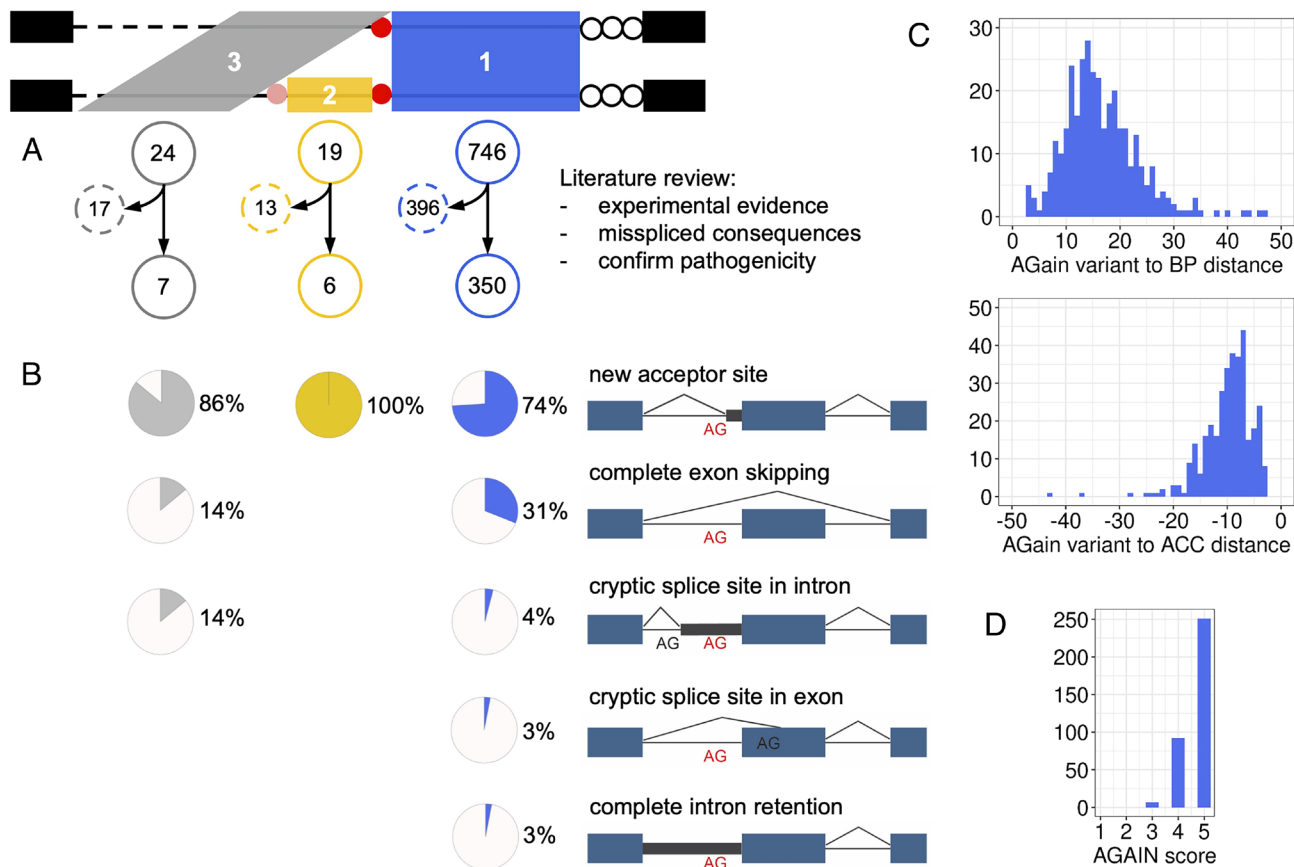 3
1
2
A
24
19
746
17
13
396
7
6
350
Literature review:
- experimental evidence
- misspliced consequences
- confirm pathogenicity
B
86%
100%
74%
new acceptor site
AG
14%
31%
complete exon skipping
AG
14%
4%
cryptic splice site in intron
AG AG
3%
cryptic splice site in exon
AG AG
3%
complete intron retention
AG
C
30
20
10
0
0 10 20 30 40 50
AGain variant to BP distance
50
40
30
20
10
0
-50 -40 -30 -20 -10 0
AGain variant to ACC distance
D
250
200
150
100
50
0
1 2 3 4 5
AGAIN score